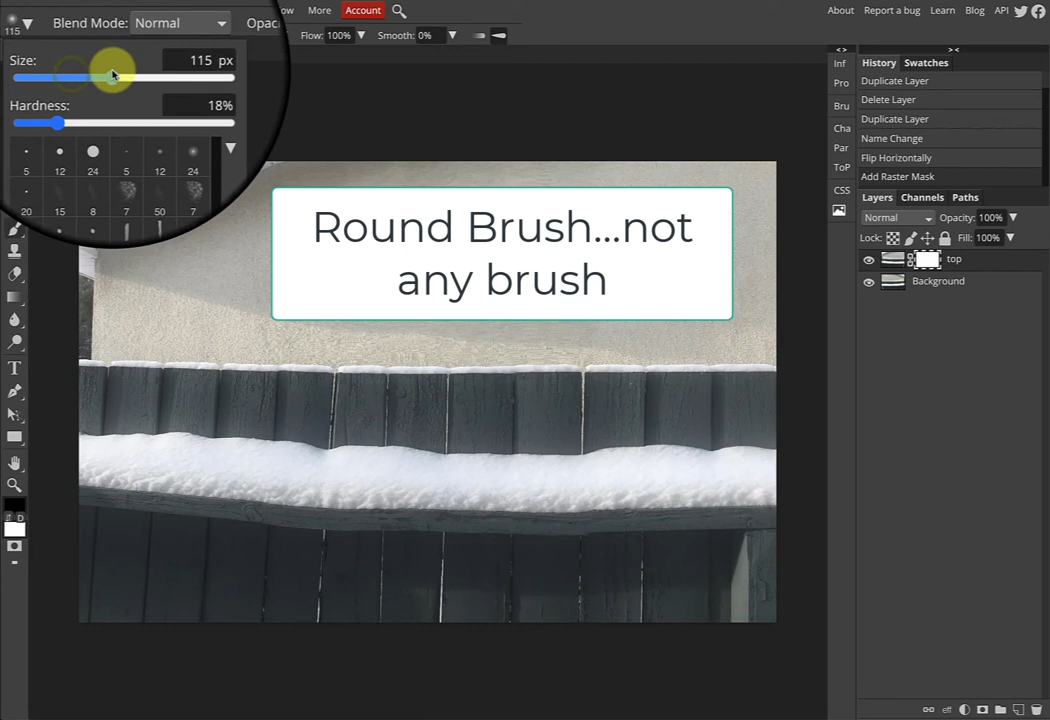 115 Blend Mode: Normal Opac
Size: 115 px
Hardness: 18%
5 12 24 5 12 24
20 15 8 7 50 7
ow More Account
Flow: 100% Smooth: 0%
About Report a bug Learn Blog API
Round Brush...not
any brush
<> > <
Inf
Pro
Bru
Cha
Par
ToP
CSS
History Swatches
Duplicate Layer
Delete Layer
Duplicate Layer
Name Change
Flip Horizontally
Add Raster Mask
Layers Channels Paths
Normal Opacity: 100%
Lock: Fill: 100%
top
Background
T
D
eff